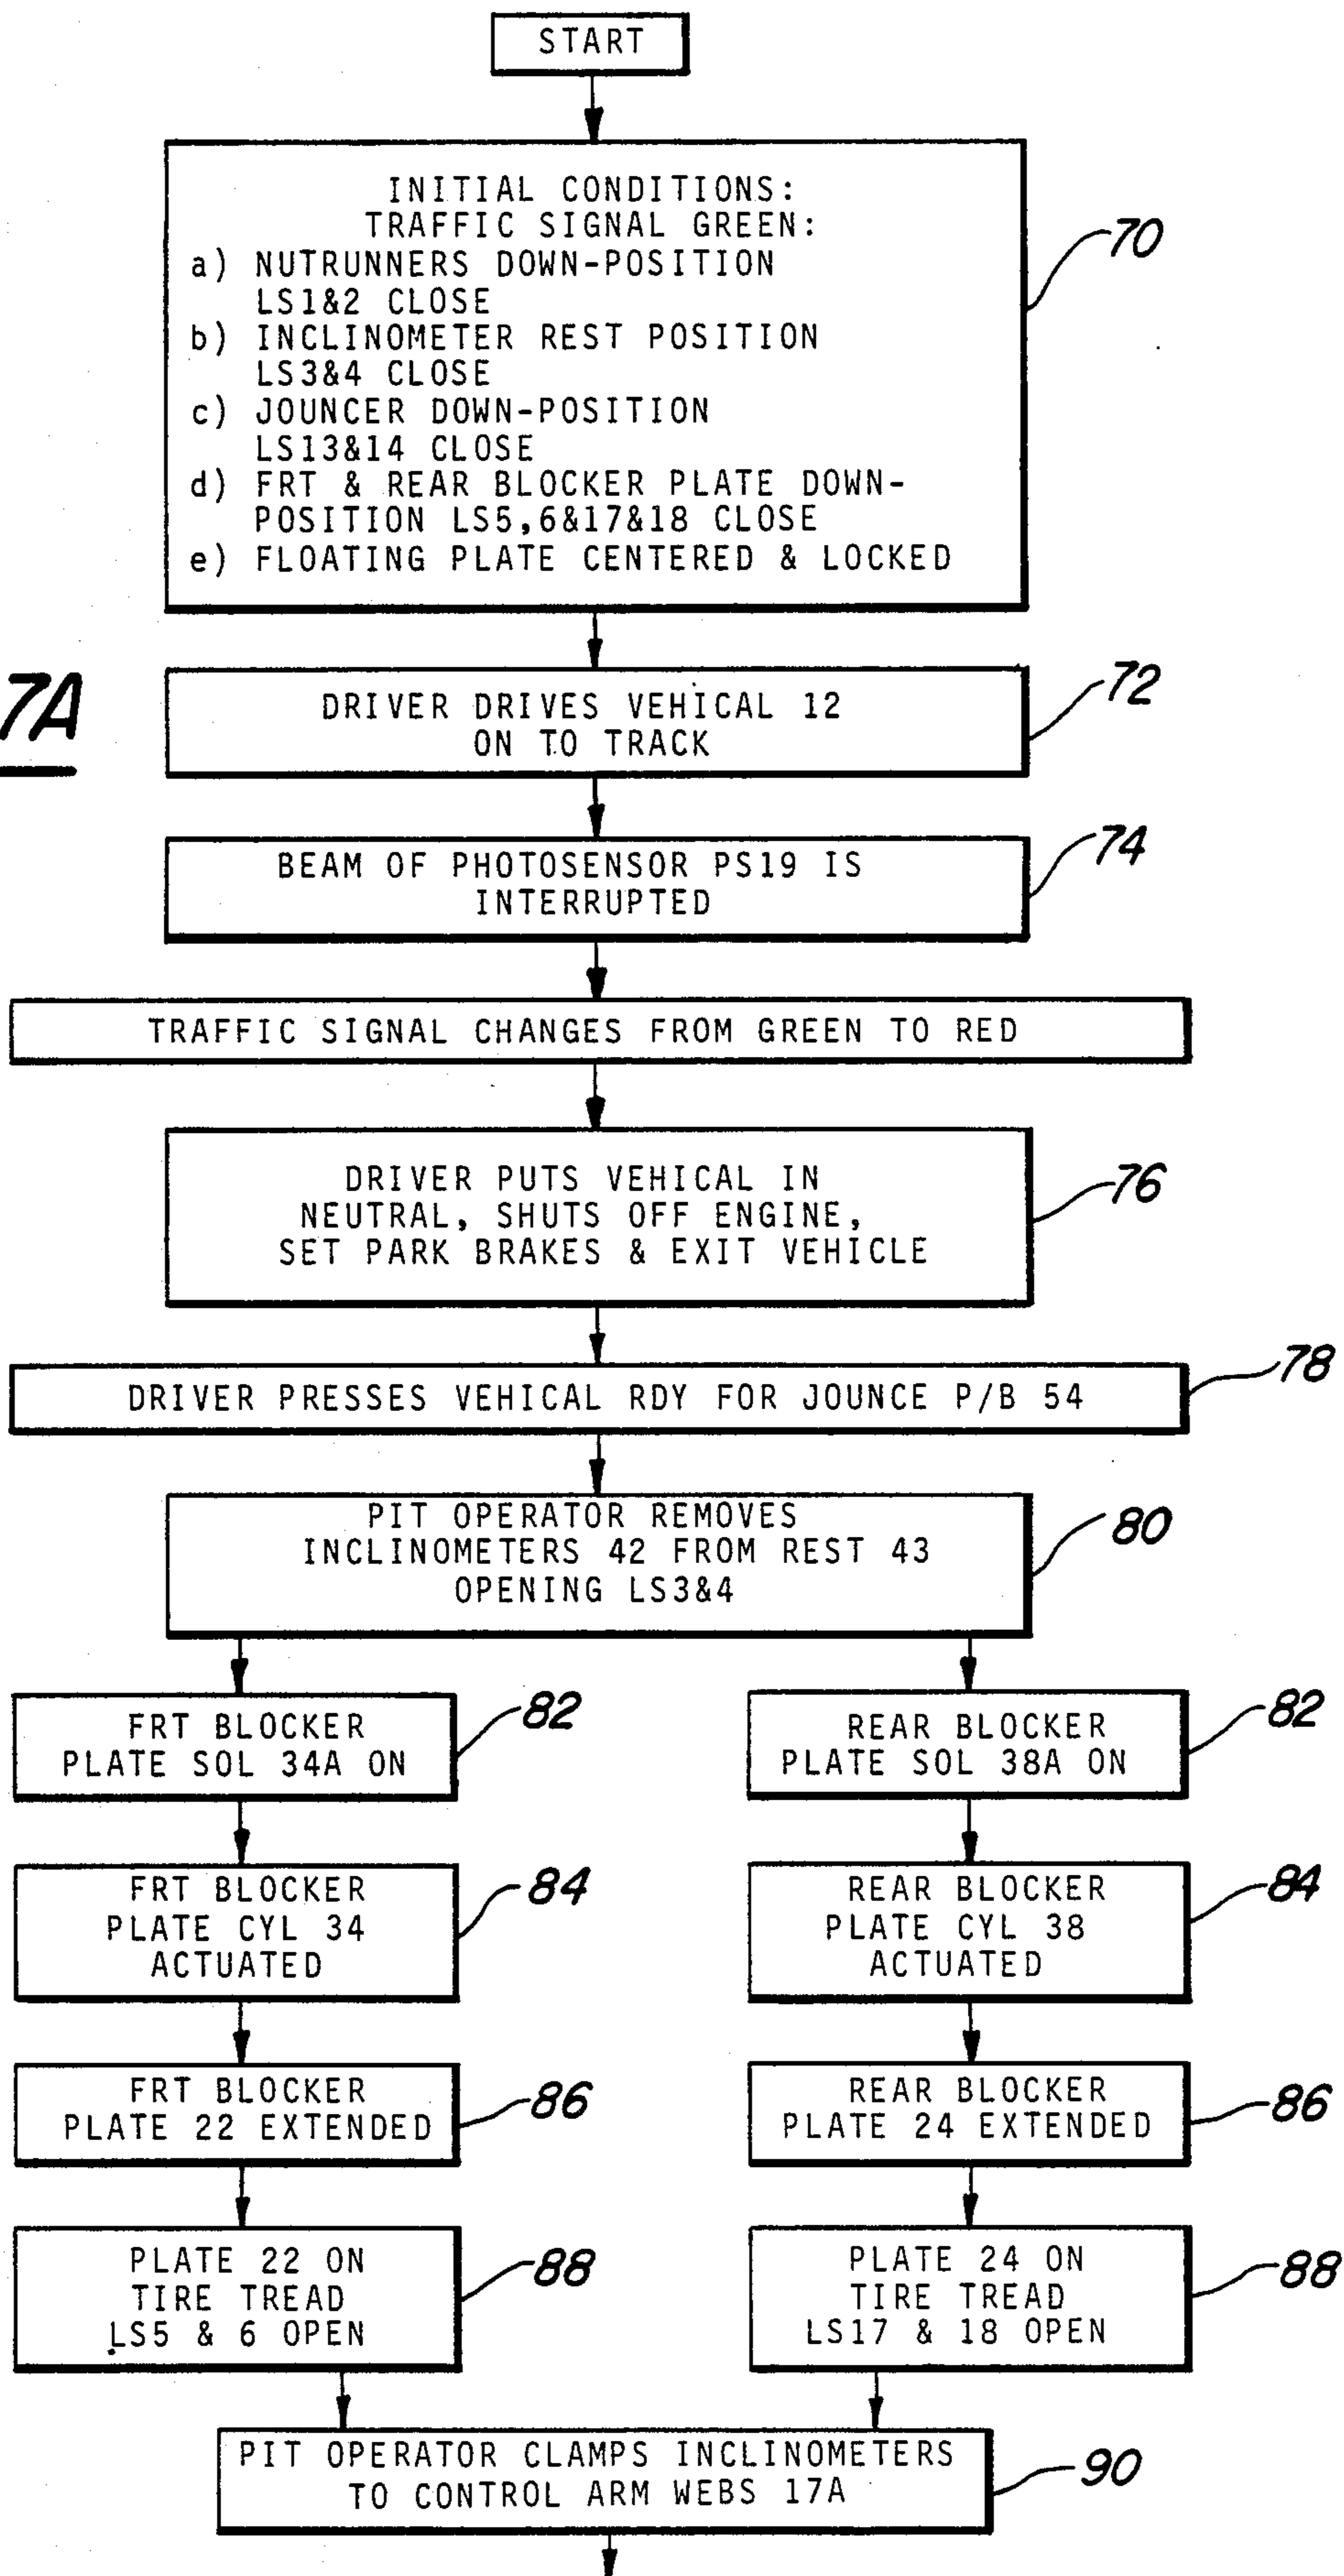 START
INITIAL CONDITIONS:
TRAFFIC SIGNAL GREEN:
a) NUTRUNNERS DOWN-POSITION
LS1&2 CLOSE
b) INCLINOMETER REST POSITION
LS3&4 CLOSE
c) JOUNCER DOWN-POSITION
LS13&14 CLOSE
d) FRT & REAR BLOCKER PLATE DOWN-
POSITION LS5,6&17&18 CLOSE
e) FLOATING PLATE CENTERED & LOCKED
70
7A
DRIVER DRIVES VEHICAL 12
ON TO TRACK
72
BEAM OF PHOTOSENSOR PS19 IS
INTERRUPTED
74
TRAFFIC SIGNAL CHANGES FROM GREEN TO RED
DRIVER PUTS VEHICAL IN
NEUTRAL, SHUTS OFF ENGINE,
SET PARK BRAKES & EXIT VEHICLE
76
DRIVER PRESSES VEHICAL RDY FOR JOUNCE P/B 54
78
PIT OPERATOR REMOVES
INCLINOMETERS 42 FROM REST 43
OPENING LS3&4
80
FRT BLOCKER
PLATE SOL 34A ON
82
REAR BLOCKER
PLATE SOL 38A ON
82
FRT BLOCKER
PLATE CYL 34
ACTUATED
84
REAR BLOCKER
PLATE CYL 38
ACTUATED
84
FRT BLOCKER
PLATE 22 EXTENDED
86
REAR BLOCKER
PLATE 24 EXTENDED
86
PLATE 22 ON
TIRE TREAD
LS5 & 6 OPEN
88
PLATE 24 ON
TIRE TREAD
LS17 & 18 OPEN
88
PIT OPERATOR CLAMPS INCLINOMETERS
TO CONTROL ARM WEBS 17A
90